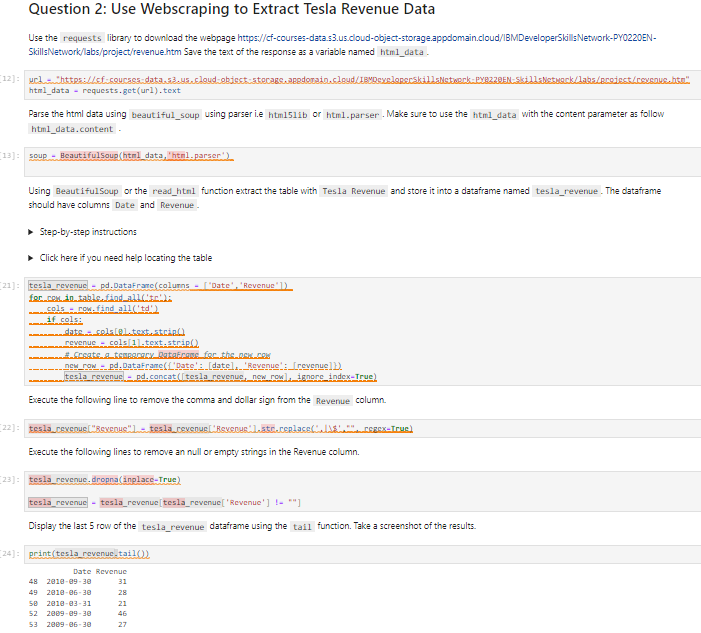 Question 2: Use Webscraping to Extract Tesla Revenue Data
Use the requests library to download the webpage https://cf-courses-data.s3.us.cloud-object-storage.appdomain.cloud/IBMDeveloperSkillsNetwork-PY0220EN-
SkillsNetwork/labs/project/revenue.htm Save the text of the response as a variable named html_data .
[12]: url = "https://cf-courses-data.s3.us.cloud-object-storage.appdomain.cloud/IBMDeveloperSkillsNetwork-PY0220EN-SkillsNetwork/labs/project/revenue.htm"
html_data = requests.get(url).text
Parse the html data using beautiful_soup using parser i.e html5lib or html.parser . Make sure to use the html_data with the content parameter as follow
html_data.content .
[13]: soup = BeautifulSoup(html_data,'html.parser')
Using BeautifulSoup or the read_html function extract the table with Tesla Revenue and store it into a dataframe named tesla_revenue . The dataframe
should have columns Date and Revenue .
▶ Step-by-step instructions
▶ Click here if you need help locating the table
[21]: tesla_revenue = pd.DataFrame(columns = ['Date','Revenue'])
for row in table.find_all('tr'):
cols = row.find_all('td')
if cols:
date = cols[0].text.strip()
revenue = cols[1].text.strip()
# Create a temporary DataFrame for the new row
new_row = pd.DataFrame({'Date': [date], 'Revenue': [revenue]})
tesla_revenue = pd.concat([tesla_revenue, new_row], ignore_index=True)
Execute the following line to remove the comma and dollar sign from the Revenue column.
[22]: tesla_revenue["Revenue"] = tesla_revenue['Revenue'].str.replace(',|\$',"", regex=True)
Execute the following lines to remove an null or empty strings in the Revenue column.
[23]: tesla_revenue.dropna(inplace=True)
tesla_revenue = tesla_revenue[tesla_revenue['Revenue'] != ""]
Display the last 5 row of the tesla_revenue dataframe using the tail function. Take a screenshot of the results.
[24]: print(tesla_revenue.tail())
Date Revenue
48 2010-09-30 31
49 2010-06-30 28
50 2010-03-31 21
52 2009-09-30 46
53 2009-06-30 27